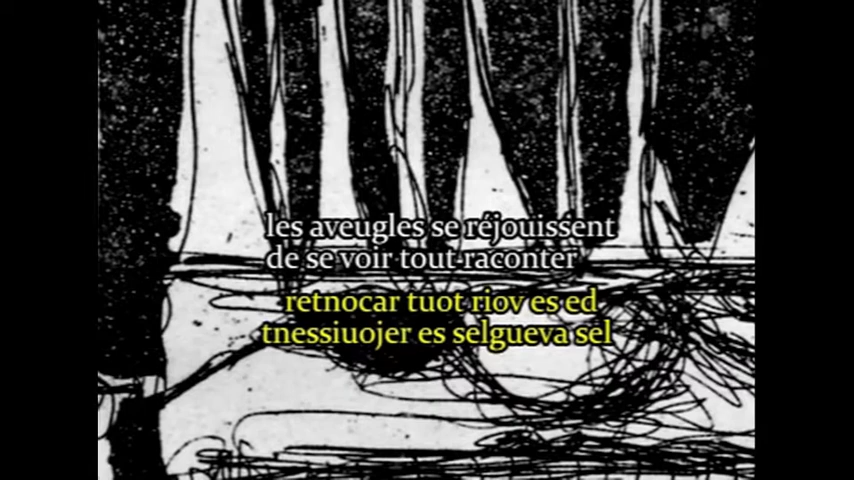 les aveugles se réjouissent
de se voir tout raconter
retnocar tuot riov es ed
tnessiuojer es selgueva sel